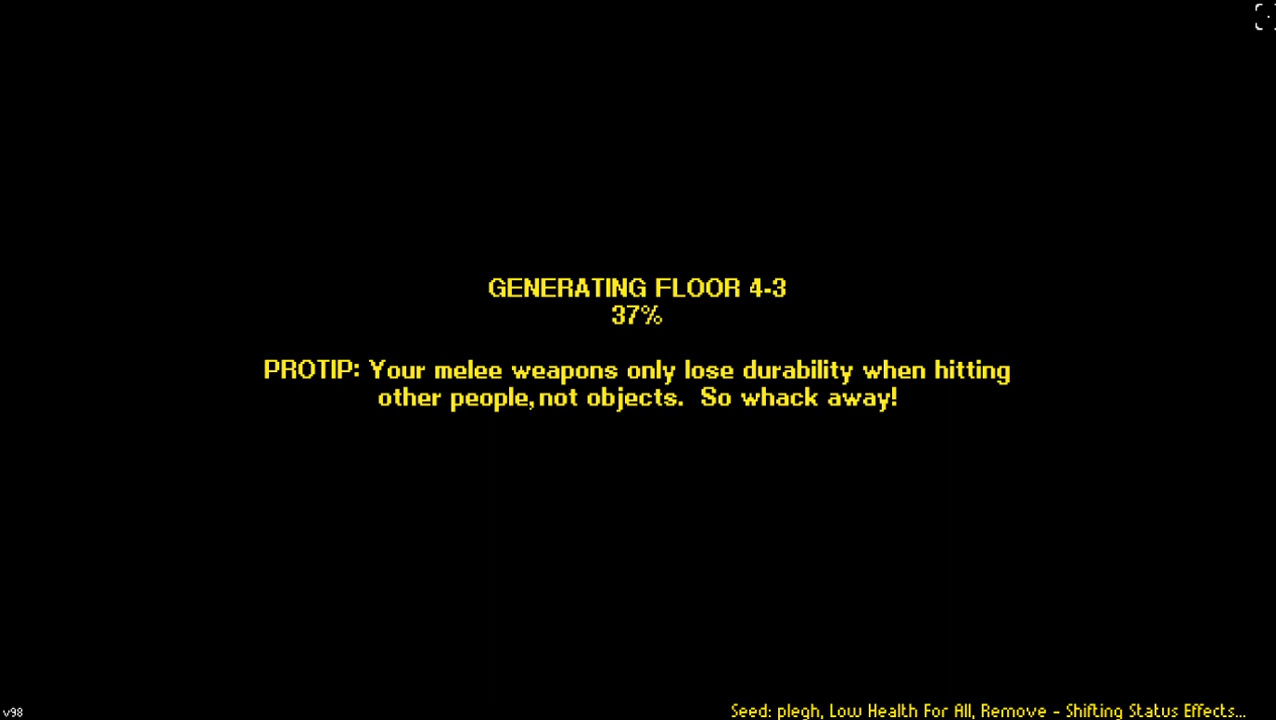 GENERATING FLOOR 4-3
37%
PROTIP: Your melee weapons only lose durability when hitting
other people, not objects.  So whack away!
v98
Seed: plegh, Low Health For All, Remove - Shifting Status Effects...